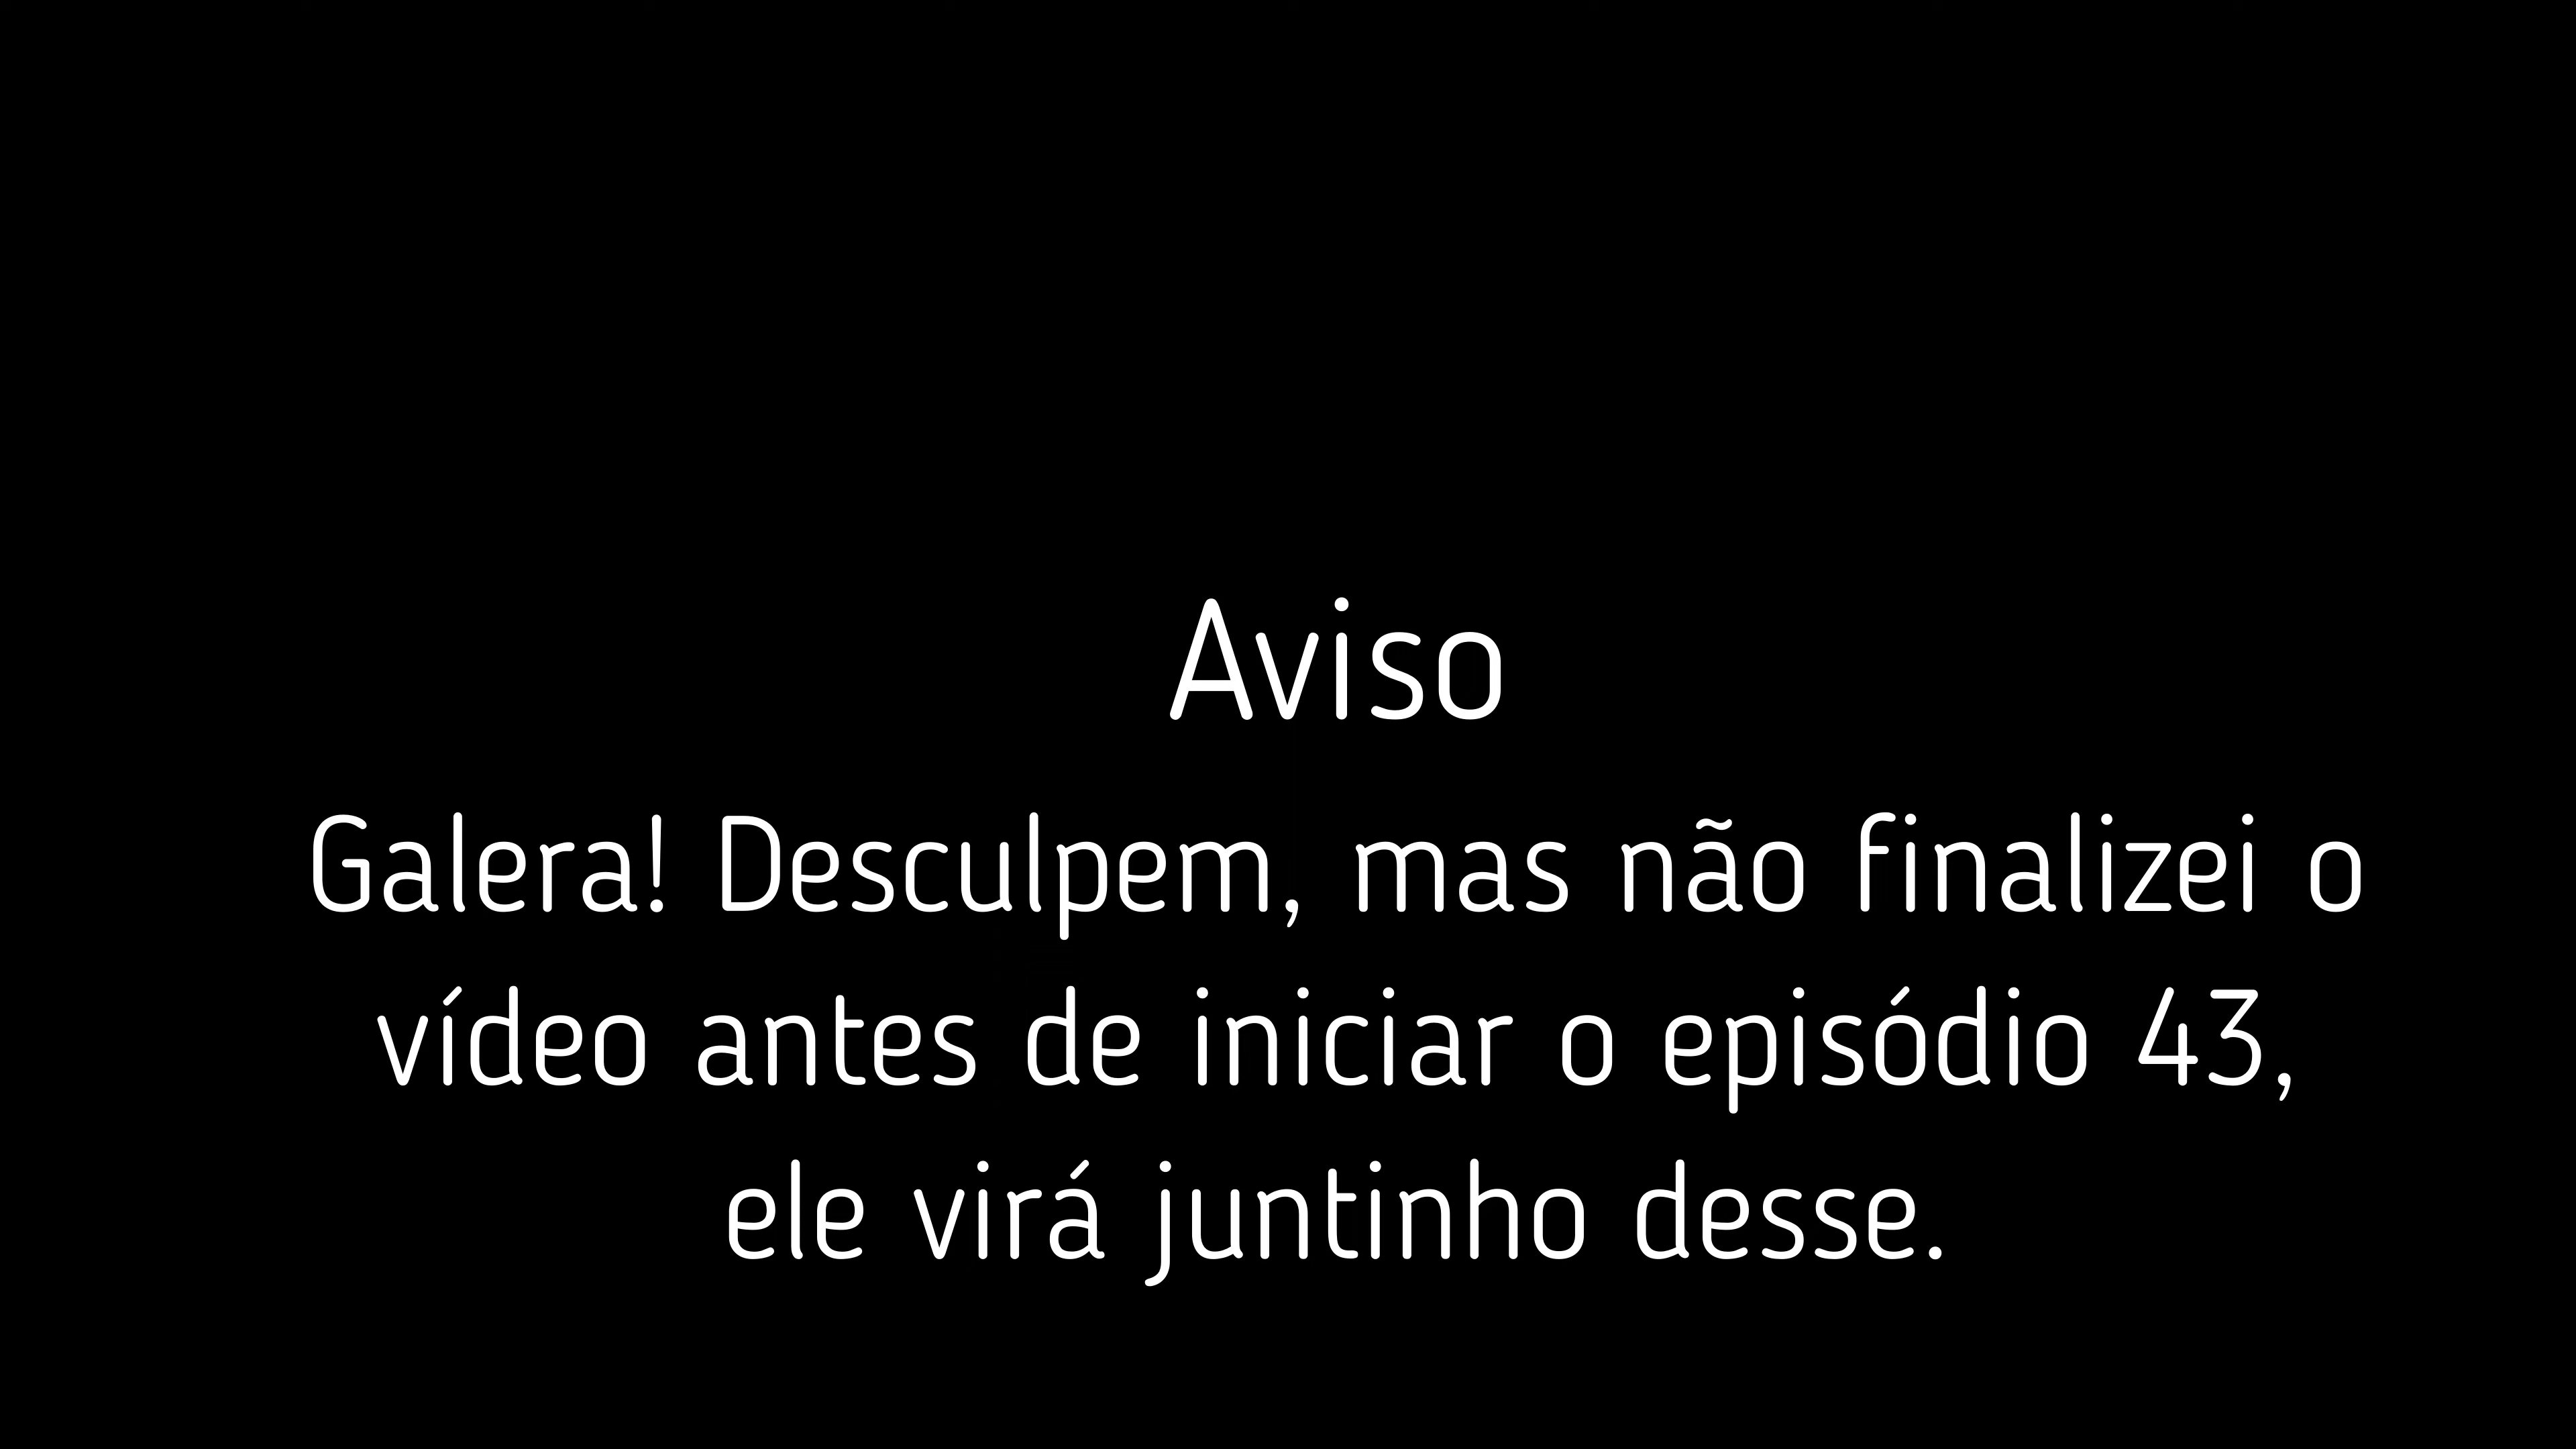 Aviso
Galera! Desculpem, mas não finalizei o
vídeo antes de iniciar o episódio 43,
ele virá juntinho desse.